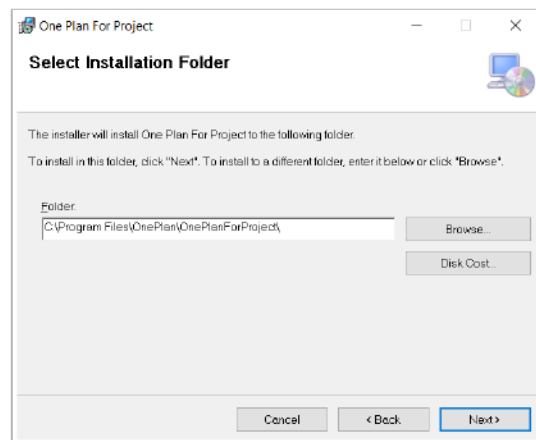 One Plan For Project
Select Installation Folder
The installer will install One Plan For Project to the following folder.
To install in this folder, click "Next". To install to a different folder, enter it below or click "Browse".
Folder:
C:\Program Files\OnePlan\OnePlanForProject\
Browse...
Disk Cost...
Cancel
< Back
Next >